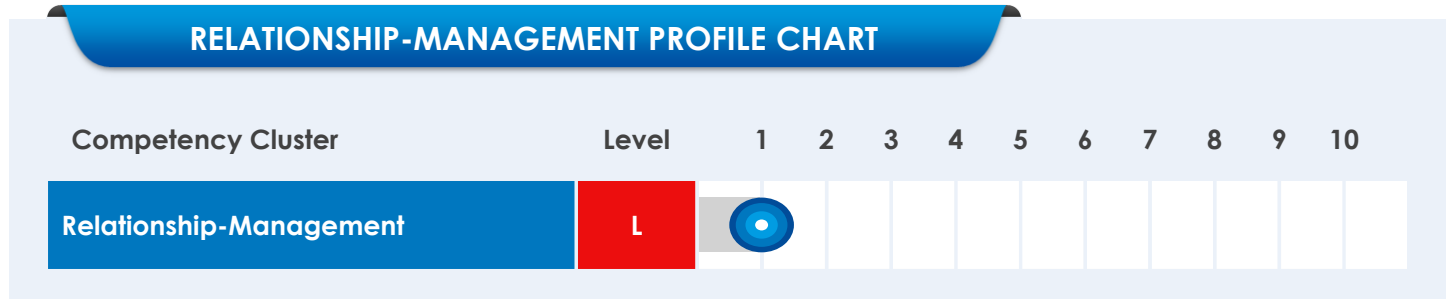 RELATIONSHIP-MANAGEMENT PROFILE CHART
Competency Cluster Level 1 2 3 4 5 6 7 8 9 10
Relationship-Management L